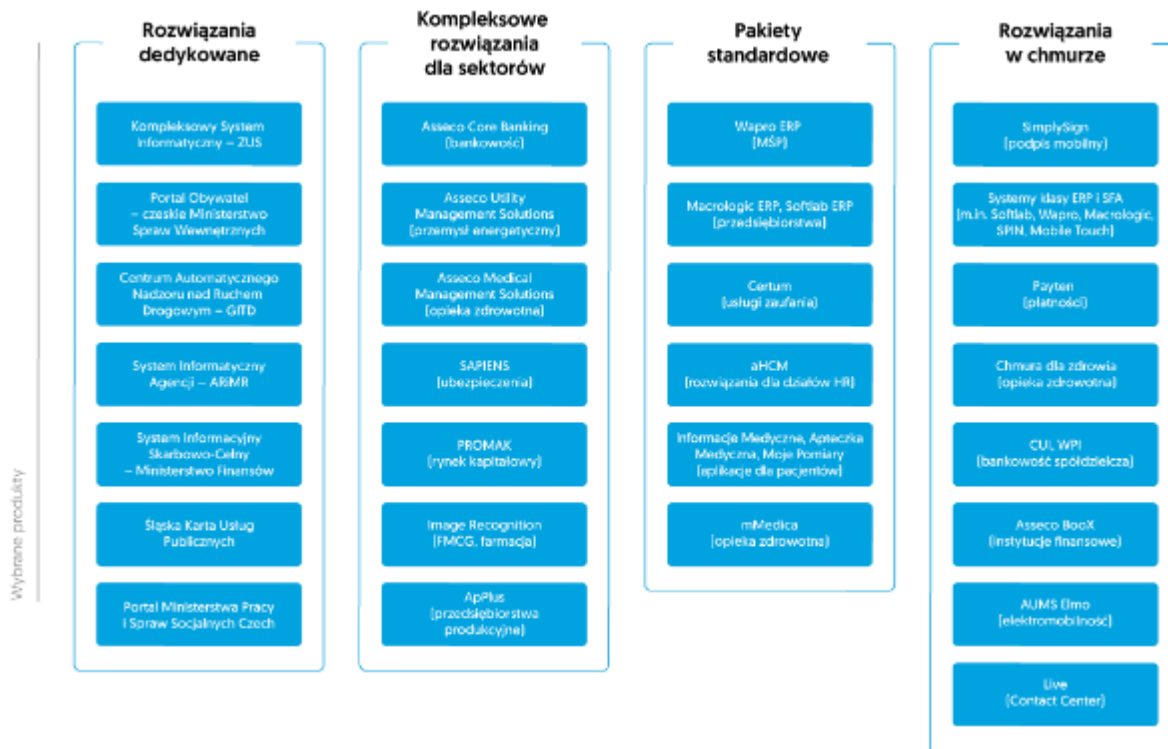 Rozwiązania
dedykowane
Kompleksowy System
Informatyczny – ZUS
Portal Obywatel
– czeskie Ministerstwo
Spraw Wewnętrznych
Centrum Automatycznego
Nadzoru nad Ruchem
Drogowym – GITD
System Informatyczny
Agencji – ARiMR
System Informacyjny
Skarbowo-Celny
– Ministerstwo Finansów
Śląska Karta Usług
Publicznych
Portal Ministerstwa Pracy
i Spraw Socjalnych Czech
Kompleksowe
rozwiązania
dla sektorów
Asseco Core Banking
(bankowość)
Asseco Utility
Management Solutions
(przemysł energetyczny)
Asseco Medical
Management Solutions
(opieka zdrowotna)
SAPIENS
(ubezpieczenia)
PROMAK
(rynek kapitałowy)
Image Recognition
(FMCG, farmacja)
ApPlus
(przedsiębiorstwa
produkcyjne)
Pakiety
standardowe
Wapro ERP
(MŚP)
Macrologic ERP, Softlab ERP
(przedsiębiorstwa)
Certum
(usługi zaufania)
aHCM
(rozwiązania dla działów HR)
Informacje Medyczne, Apteczka
Medyczna, Moje Pomiary
(aplikacje dla pacjentów)
mMedica
(opieka zdrowotna)
Rozwiązania
w chmurze
SimplySign
(podpis mobilny)
Systemy klasy ERP i SFA
(m.in. Softlab, Wapro, Macrologic,
SPIN, Mobile Touch)
Payten
(płatności)
Chmura dla zdrowia
(opieka zdrowotna)
CUI, WPI
(bankowość spółdzielcza)
Asseco BooX
(instytucje finansowe)
AUMS Elmo
(elektromobilność)
Live
(Contact Center)
Wybrane produkty